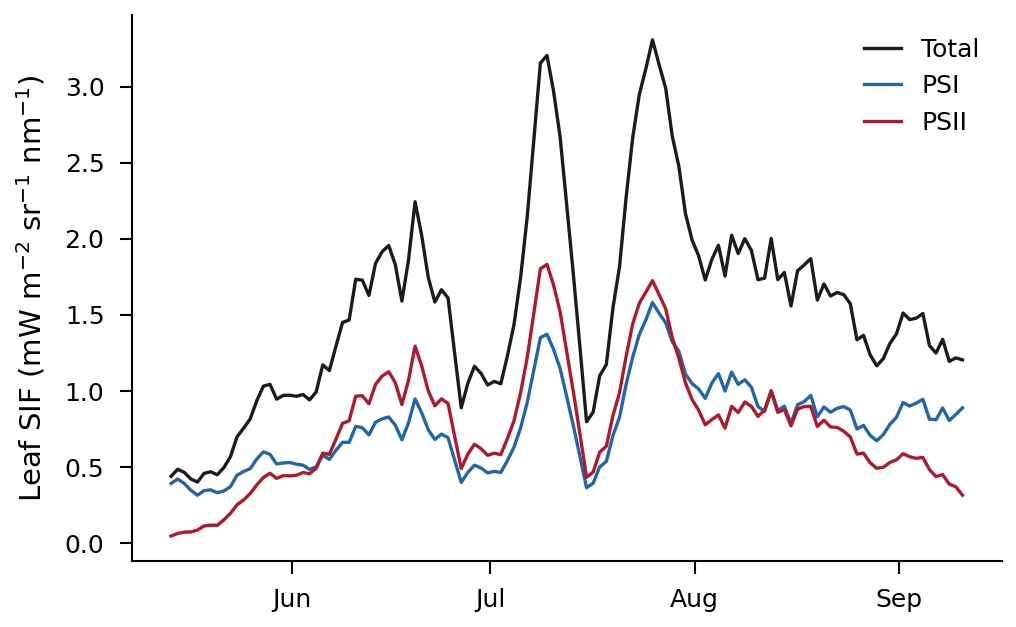 Leaf SIF (mW m⁻² sr⁻¹ nm⁻¹)
3.0
2.5
2.0
1.5
1.0
0.5
0.0
Jun
Jul
Aug
Sep
Total
PSI
PSII